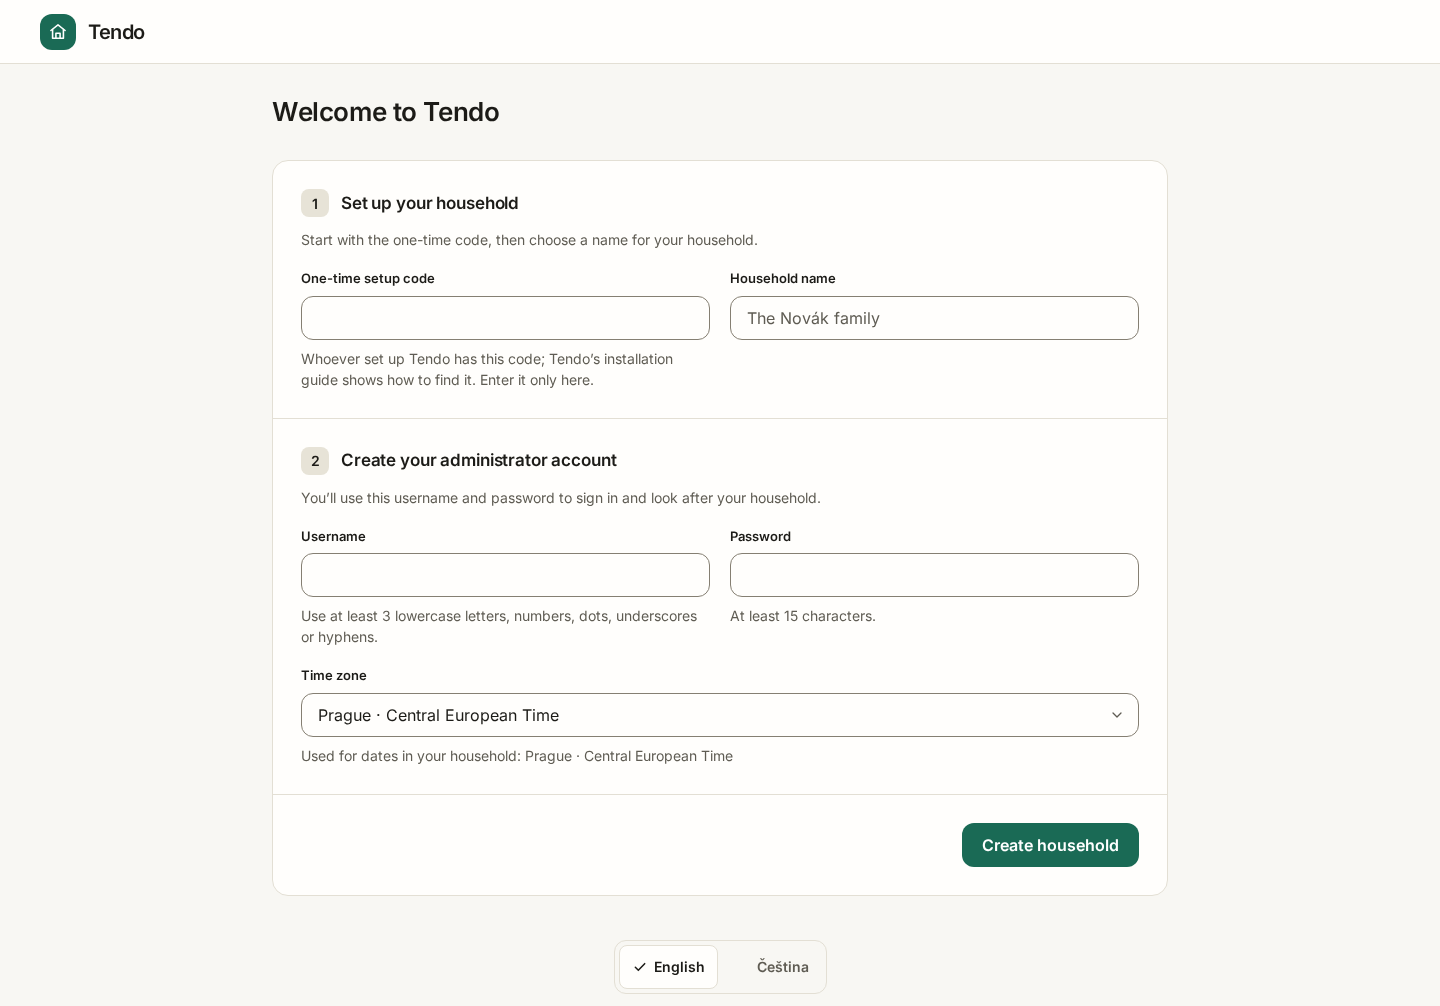 Tendo
Welcome to Tendo
1 Set up your household
Start with the one-time code, then choose a name for your household.
One-time setup code
Household name
The Novák family
Whoever set up Tendo has this code; Tendo’s installation
guide shows how to find it. Enter it only here.
2 Create your administrator account
You’ll use this username and password to sign in and look after your household.
Username
Password
Use at least 3 lowercase letters, numbers, dots, underscores
or hyphens.
At least 15 characters.
Time zone
Prague · Central European Time
Used for dates in your household: Prague · Central European Time
Create household
English
Čeština